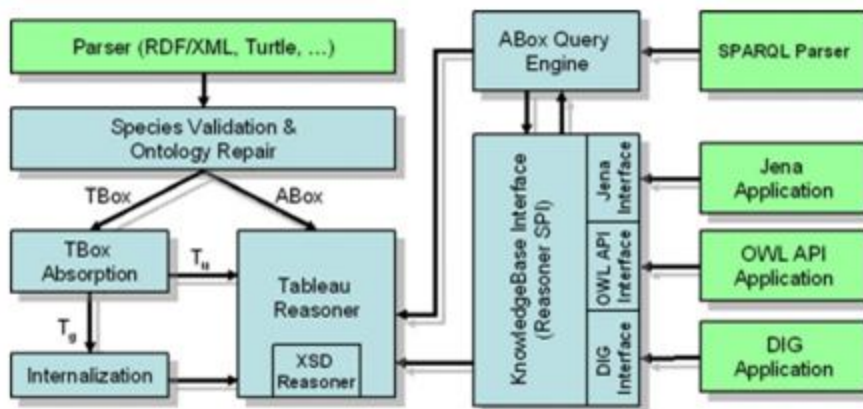 Parser (RDF/XML, Turtle, ...)
Species Validation &
Ontology Repair
TBox
ABox
TBox
Absorption
T_u
T_g
Internalization
Tableau
Reasoner
XSD
Reasoner
ABox Query
Engine
KnowledgeBase Interface
(Reasoner SPI)
Jena
Interface
OWL API
Interface
DIG
Interface
SPARQL Parser
Jena
Application
OWL API
Application
DIG
Application